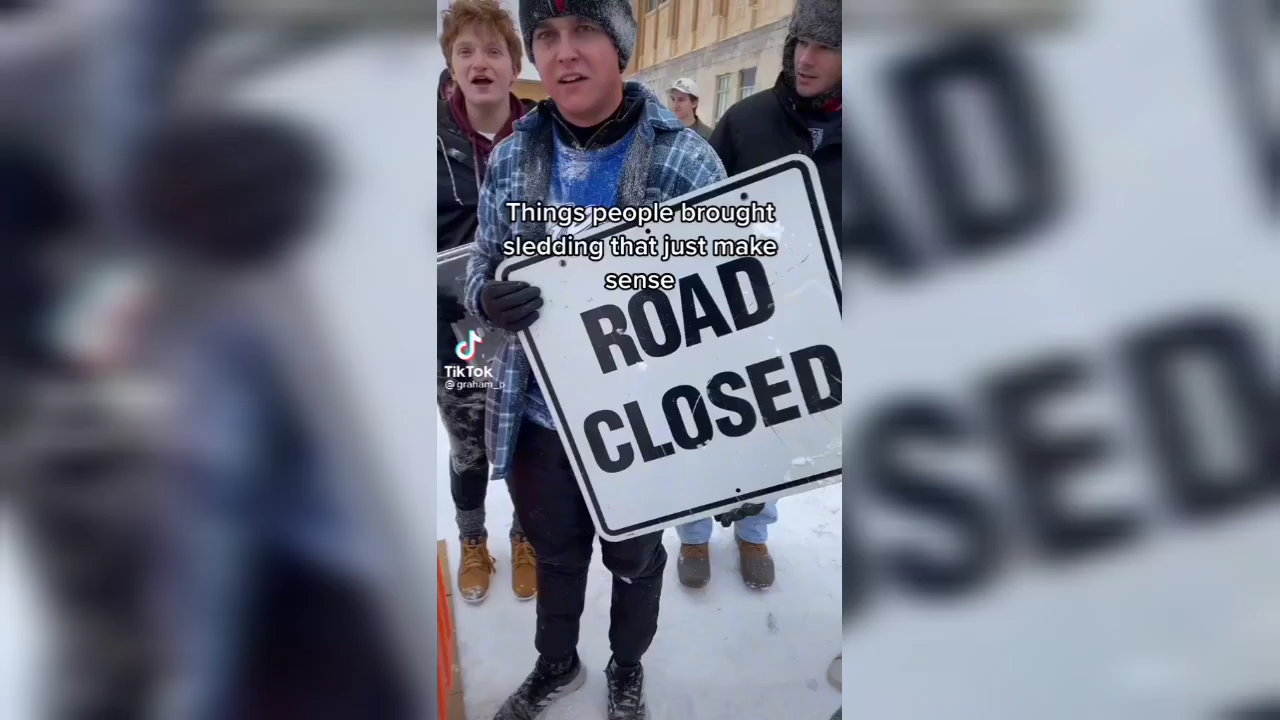 Things people brought
sledding that just make
sense
ROAD
CLOSED
TikTok
@graham_p